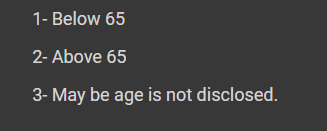 1- Below 65
2- Above 65
3- May be age is not disclosed.